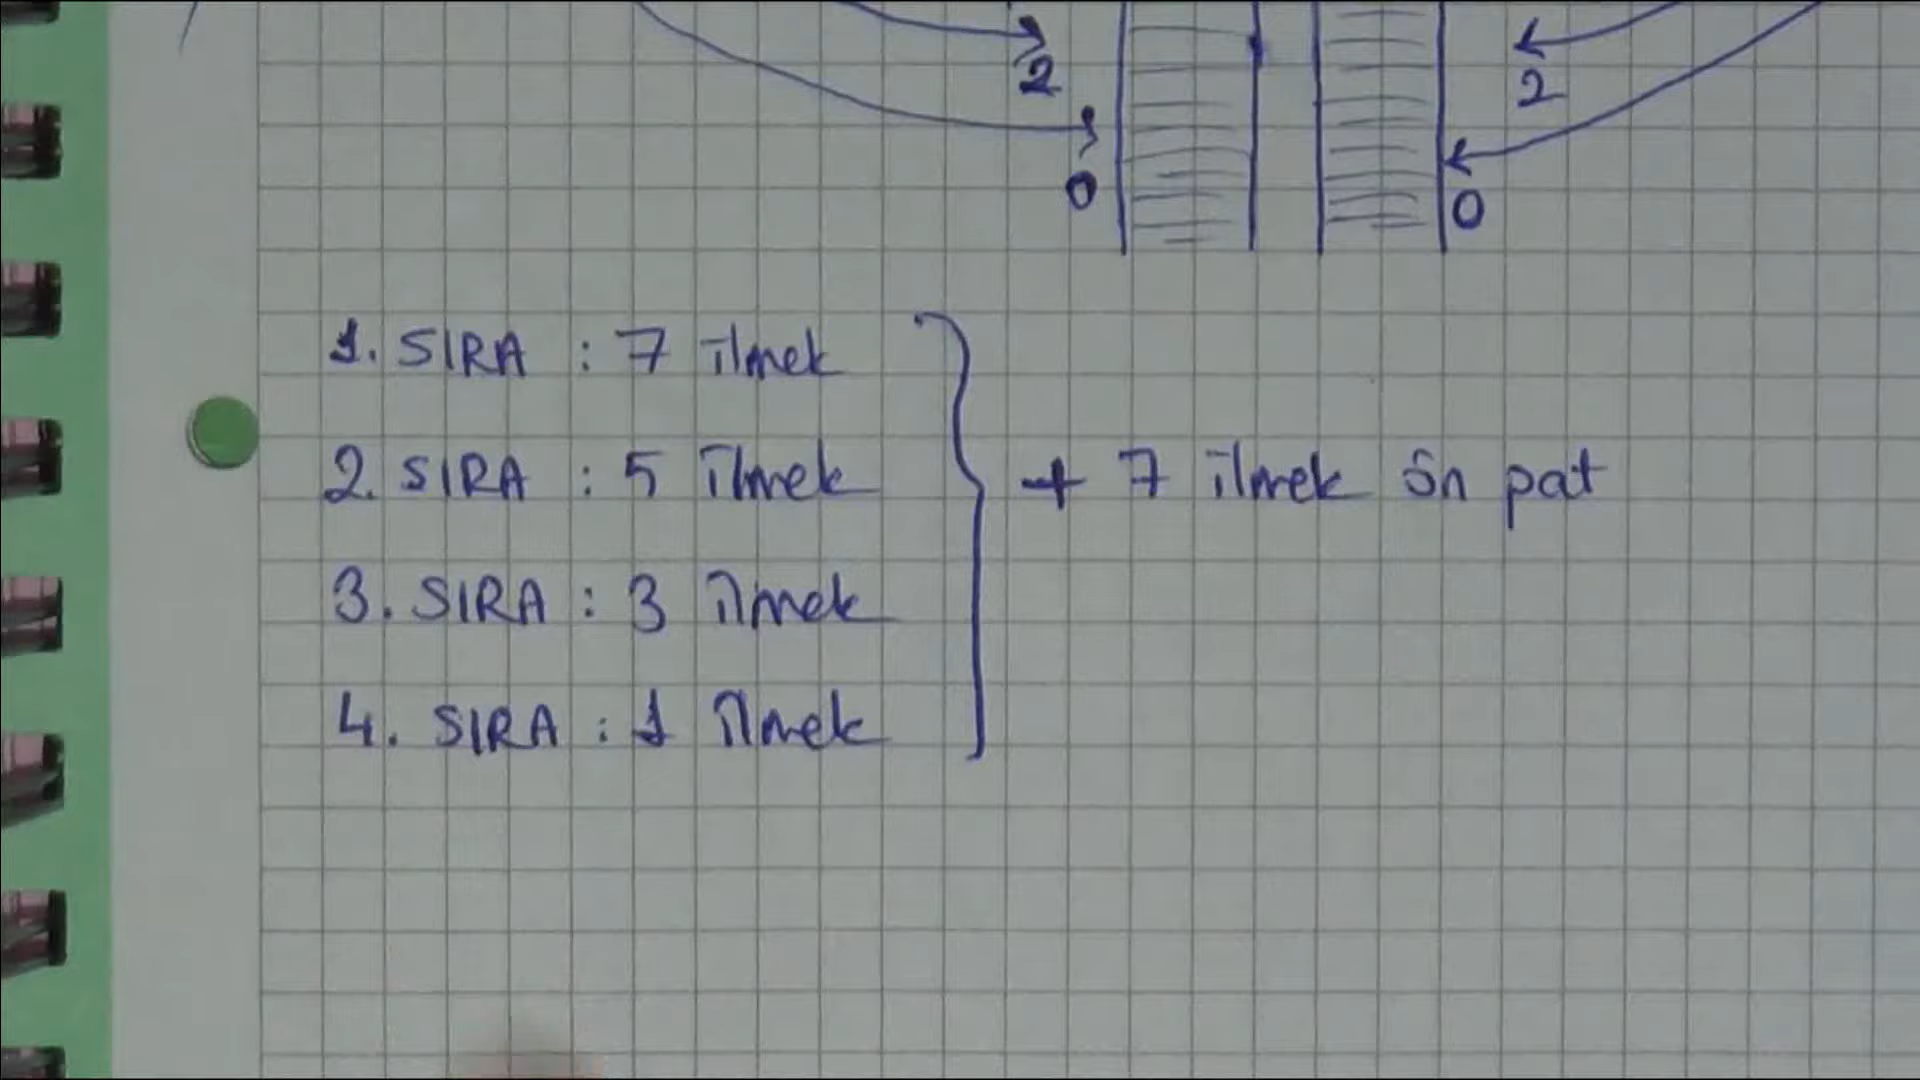 2
2
0
0
1. SIRA : 7 ilmek
2. SIRA : 5 ilmek
+ 7 ilmek ön pat
3. SIRA : 3 ilmek
4. SIRA : 1 ilmek